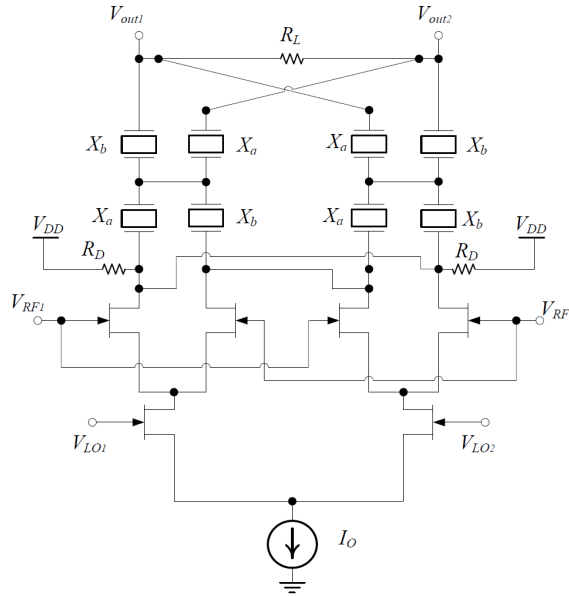 Vout1 Vout2
RL
Xb Xa Xa Xb
VDD Xa Xb Xa Xb VDD
RD RD
VRF1 VRF
VLO1 VLO2
IO